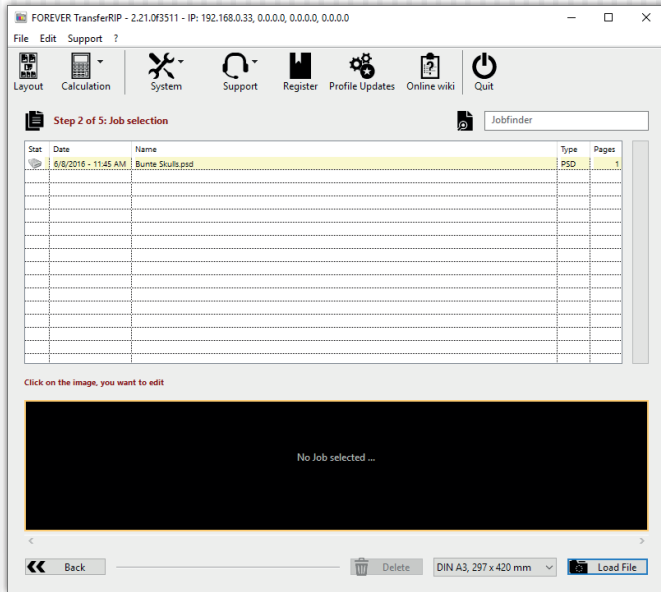 FOREVER TransferRIP - 2.21.0f3511 - IP: 192.168.0.33, 0.0.0.0, 0.0.0.0, 0.0.0.0
File Edit Support ?
Layout Calculation System Support Register Profile Updates Online wiki Quit
Step 2 of 5: Job selection Jobfinder
Stat Date Name Type Pages
6/8/2016 - 11:45 AM Bunte Skulls.psd PSD 1
Click on the image, you want to edit
No Job selected ...
Back Delete DIN A3, 297 x 420 mm Load File